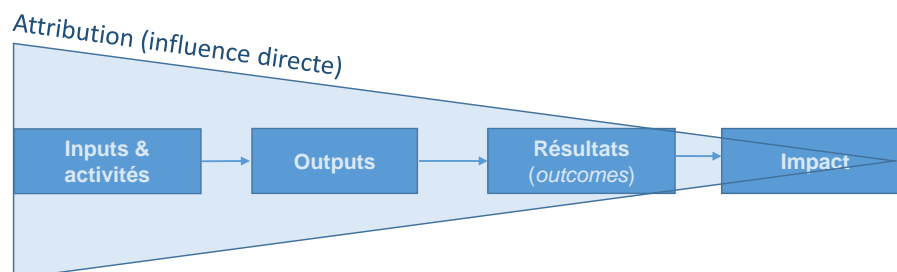 Attribution (influence directe)
Inputs &
activités
Outputs
Résultats
(outcomes)
Impact